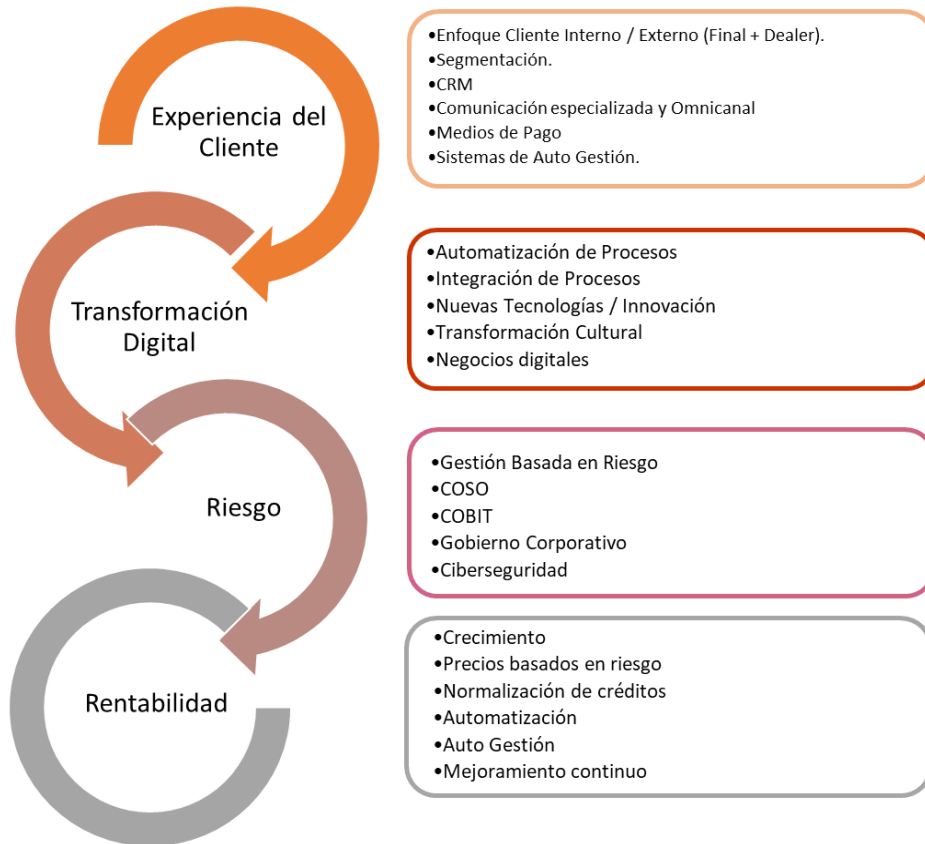 Experiencia del
Cliente
•Enfoque Cliente Interno / Externo (Final + Dealer).
•Segmentación.
•CRM
•Comunicación especializada y Omnicanal
•Medios de Pago
•Sistemas de Auto Gestión.
Transformación
Digital
•Automatización de Procesos
•Integración de Procesos
•Nuevas Tecnologías / Innovación
•Transformación Cultural
•Negocios digitales
Riesgo
•Gestión Basada en Riesgo
•COSO
•COBIT
•Gobierno Corporativo
•Ciberseguridad
Rentabilidad
•Crecimiento
•Precios basados en riesgo
•Normalización de créditos
•Automatización
•Auto Gestión
•Mejoramiento continuo